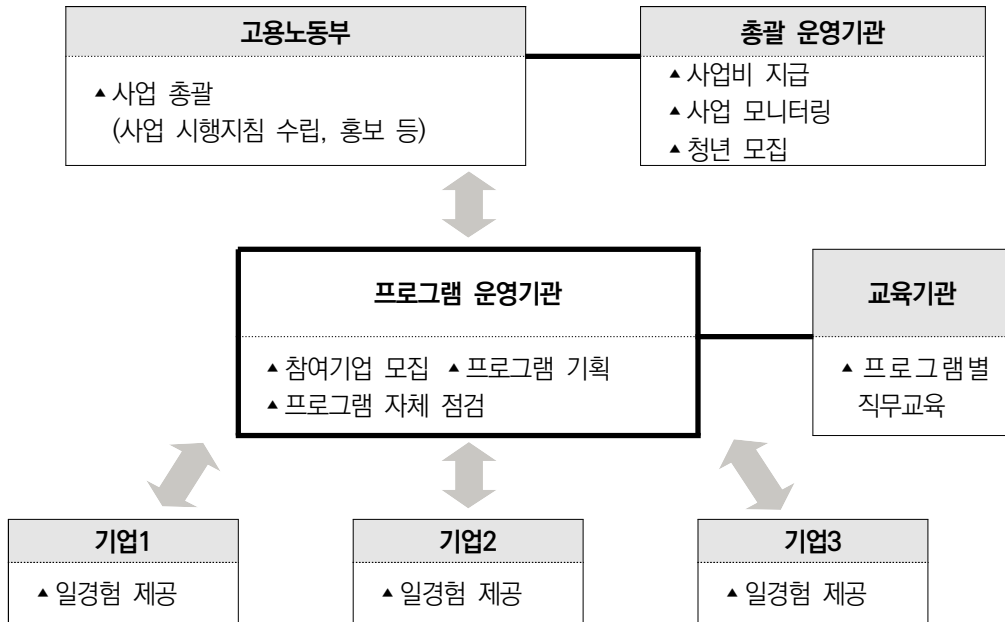 고용노동부
▲ 사업 총괄
(사업 시행지침 수립, 홍보 등)
총괄 운영기관
▲ 사업비 지급
▲ 사업 모니터링
▲ 청년 모집
프로그램 운영기관
▲ 참여기업 모집 ▲ 프로그램 기획
▲ 프로그램 자체 점검
교육기관
▲ 프로그램별
직무교육
기업1
▲ 일경험 제공
기업2
▲ 일경험 제공
기업3
▲ 일경험 제공